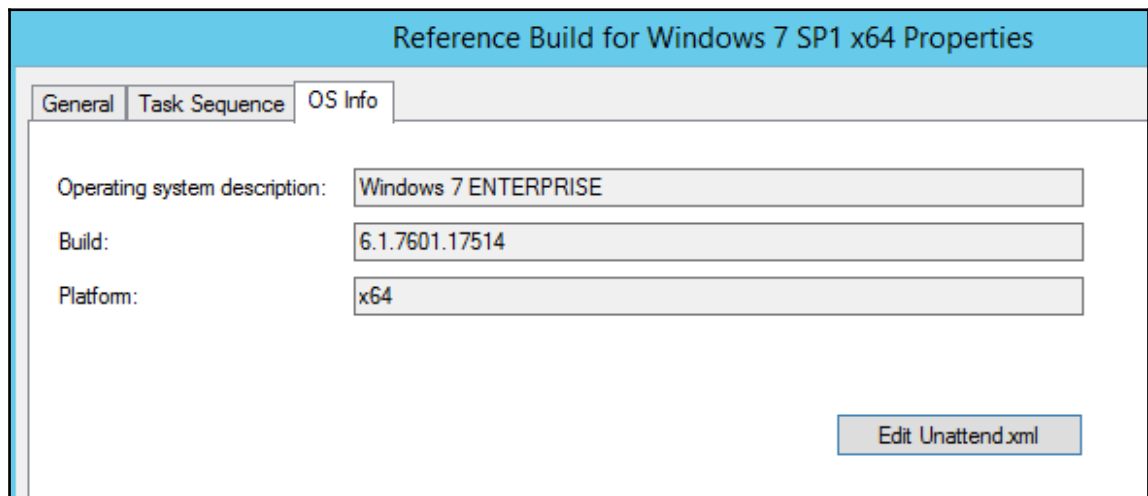 Reference Build for Windows 7 SP1 x64 Properties
General Task Sequence OS Info
Operating system description: Windows 7 ENTERPRISE
Build: 6.1.7601.17514
Platform: x64
Edit Unattend.xml